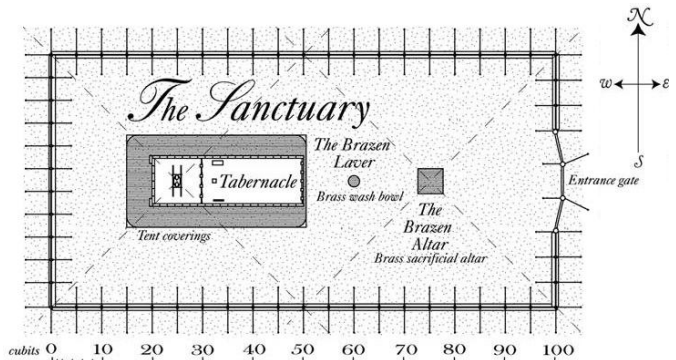 N
W E
S
The Sanctuary
The Brazen
Laver
Brass wash bowl
Tabernacle
Entrance gate
The
Brazen
Altar
Brass sacrificial altar
Tent coverings
cubits 0 10 20 30 40 50 60 70 80 90 100